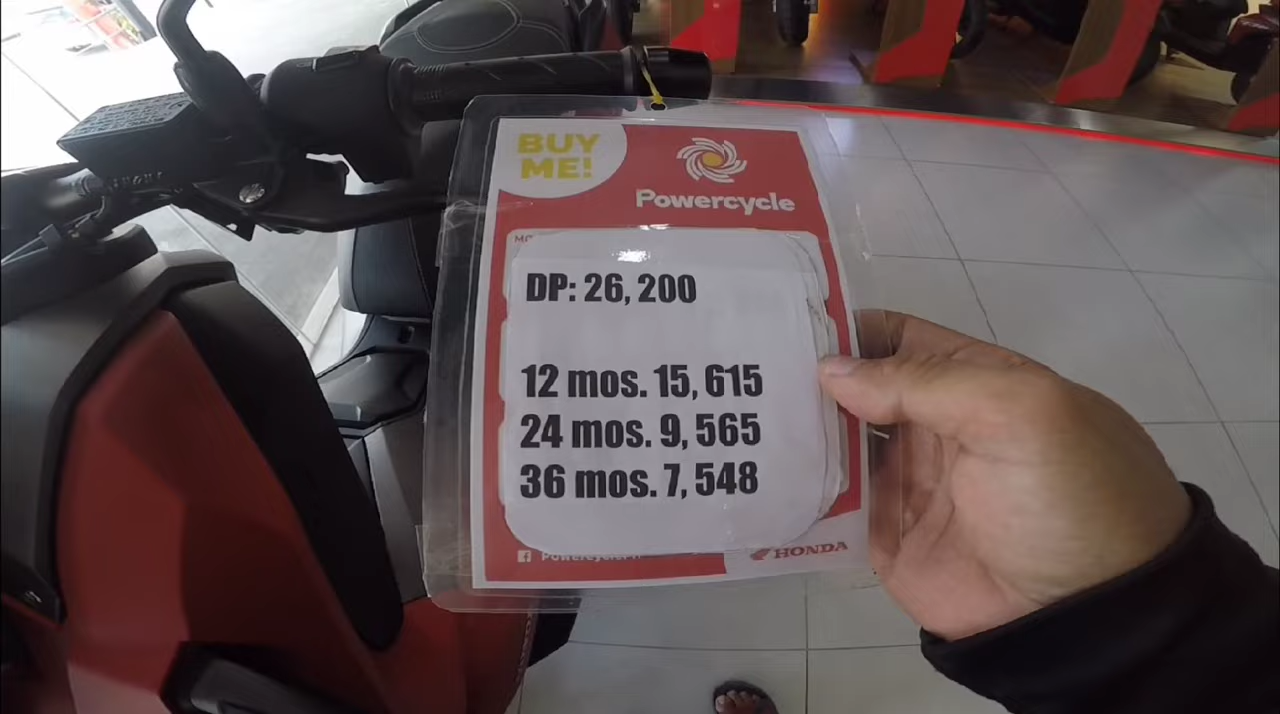 BUY
ME!
Powercycle
DP: 26, 200
12 mos. 15, 615
24 mos. 9, 565
36 mos. 7, 548
HONDA